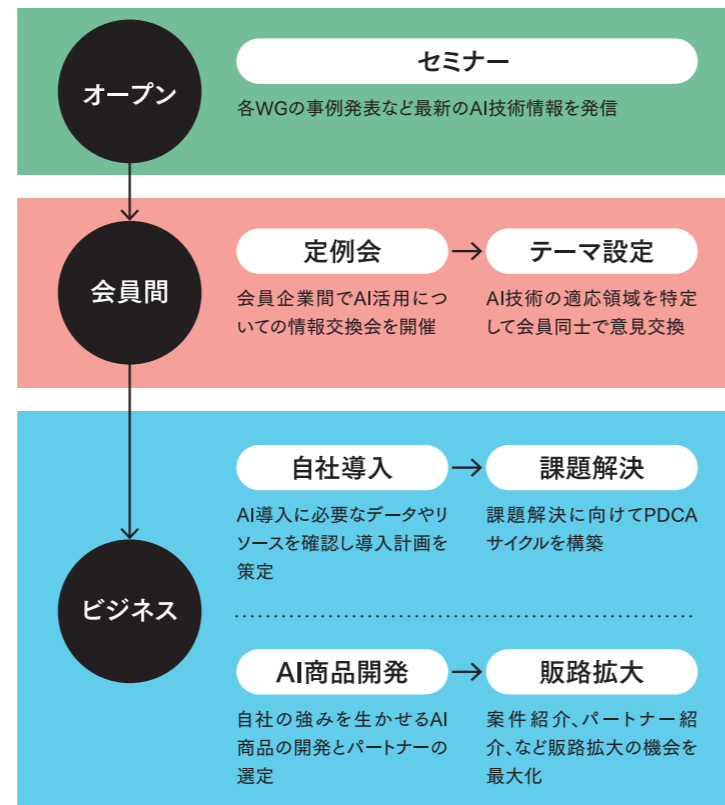 オープン
セミナー
各WGの事例発表など最新のAI技術情報を発信
会員間
定例会
会員企業間でAI活用につ
いての情報交換会を開催
テーマ設定
AI技術の適応領域を特定
して会員同士で意見交換
ビジネス
自社導入
AI導入に必要なデータやリ
ソースを確認し導入計画を
策定
課題解決
課題解決に向けてPDCA
サイクルを構築
AI商品開発
自社の強みを生かせるAI
商品の開発とパートナーの
選定
販路拡大
案件紹介、パートナー紹
介、など販路拡大の機会を
最大化